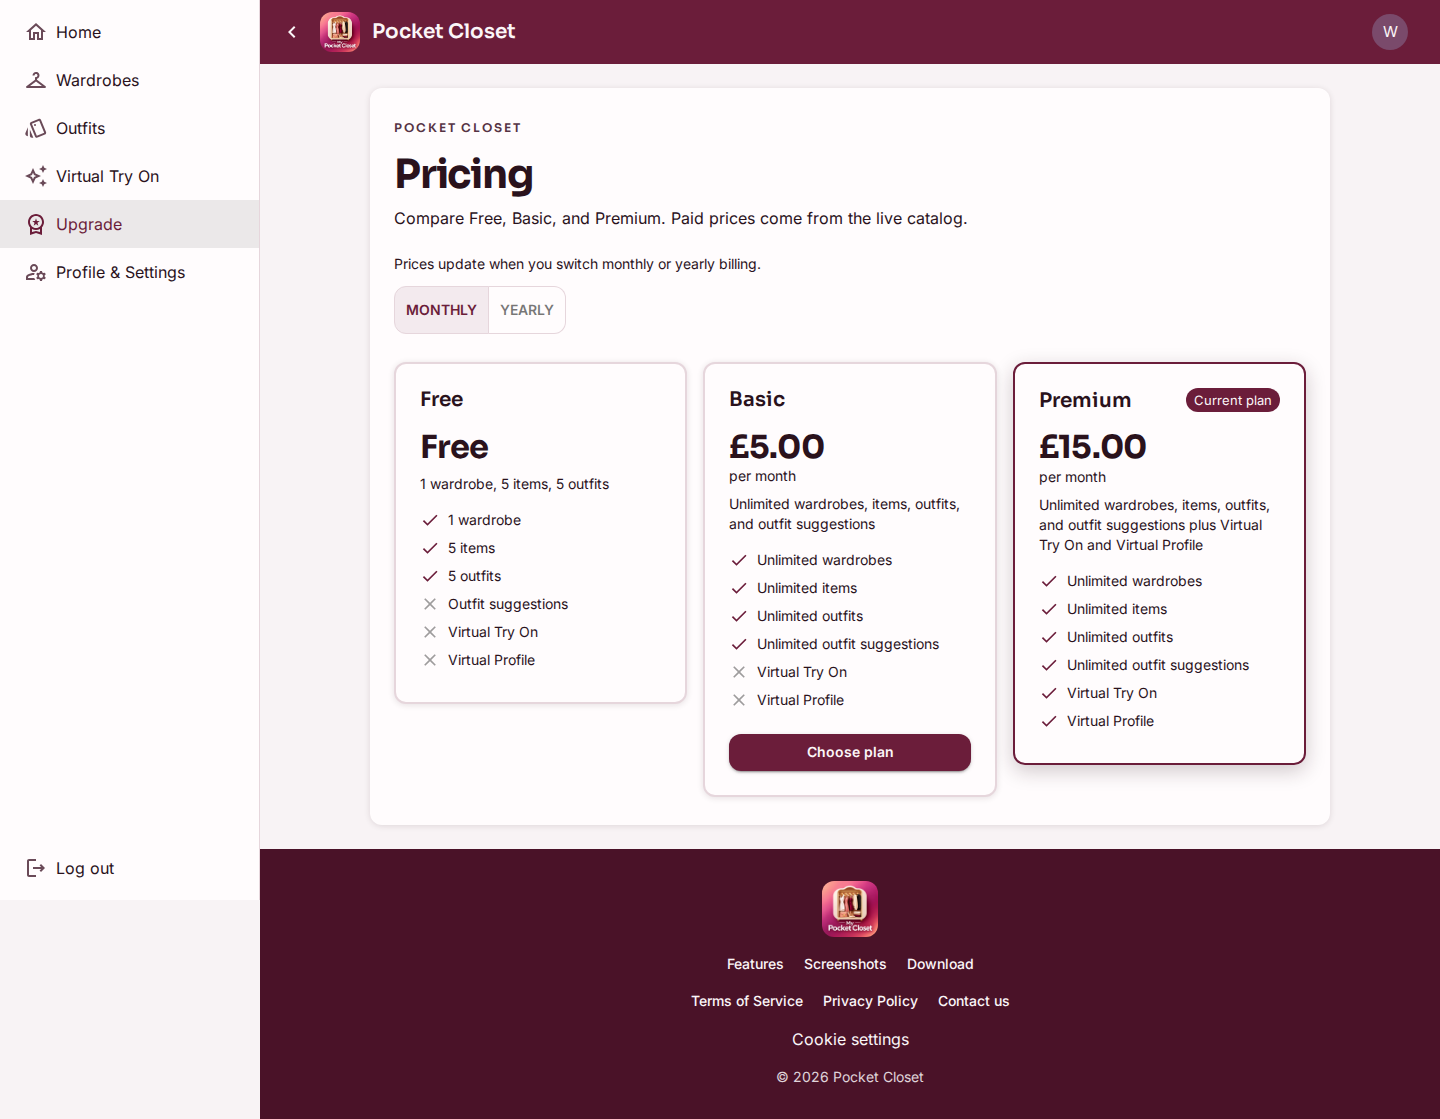 Home
Wardrobes
Outfits
Virtual Try On
Upgrade
Profile & Settings
Log out
My
Pocket Closet
Pocket Closet
W
POCKET CLOSET
Pricing
Compare Free, Basic, and Premium. Paid prices come from the live catalog.
Prices update when you switch monthly or yearly billing.
MONTHLY
YEARLY
Free
Free
1 wardrobe, 5 items, 5 outfits
1 wardrobe
5 items
5 outfits
Outfit suggestions
Virtual Try On
Virtual Profile
Basic
£5.00
per month
Unlimited wardrobes, items, outfits,
and outfit suggestions
Unlimited wardrobes
Unlimited items
Unlimited outfits
Unlimited outfit suggestions
Virtual Try On
Virtual Profile
Choose plan
Premium
Current plan
£15.00
per month
Unlimited wardrobes, items, outfits,
and outfit suggestions plus Virtual
Try On and Virtual Profile
Unlimited wardrobes
Unlimited items
Unlimited outfits
Unlimited outfit suggestions
Virtual Try On
Virtual Profile
My
Pocket Closet
Features
Screenshots
Download
Terms of Service
Privacy Policy
Contact us
Cookie settings
© 2026 Pocket Closet